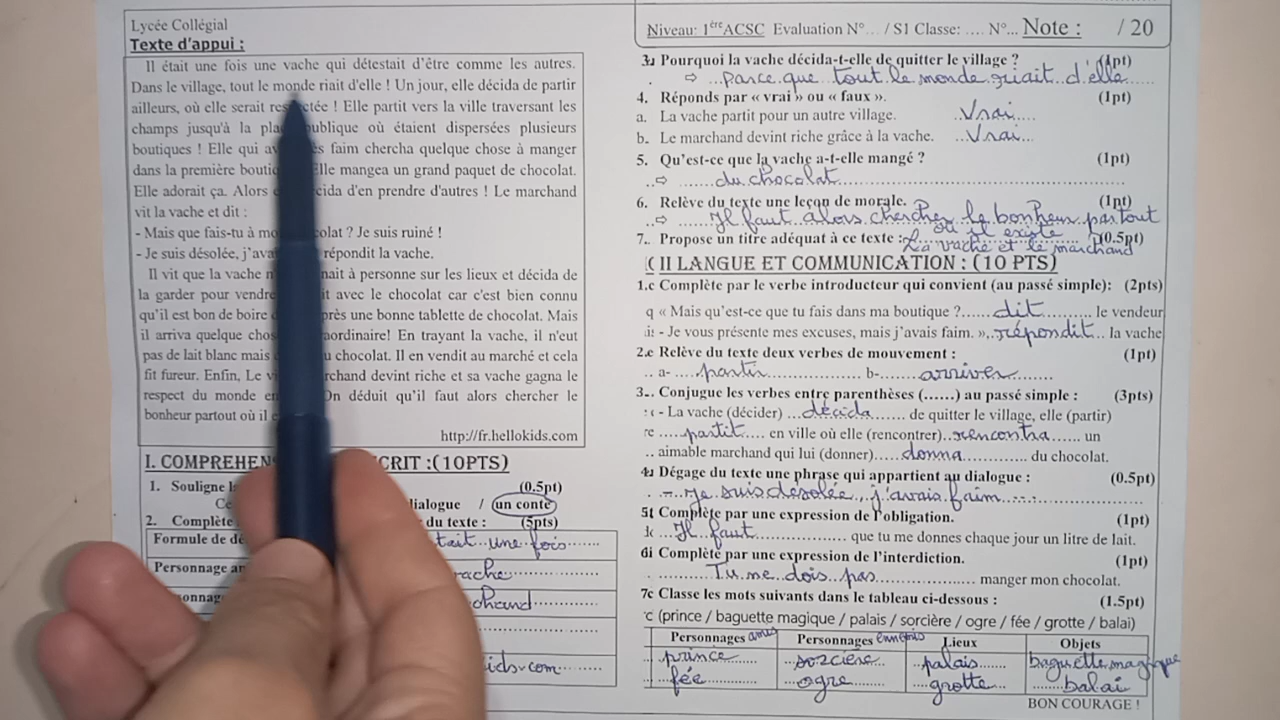 Lycée Collégial
Texte d'appui :
Il était une fois une vache qui détestait d'être comme les autres.
Dans le village, tout le monde riait d'elle ! Un jour, elle décida de partir
ailleurs, où elle serait ! Elle partit vers la ville traversant les
champs jusqu'à la où étaient dispersées plusieurs
boutiques ! Elle qui faim chercha quelque chose à manger
dans la première Elle mangea un grand paquet de chocolat.
Elle adorait ça. Alors d'en prendre d'autres ! Le marchand
vit la vache et dit :
- Mais que fais-tu à ? Je suis ruiné !
- Je suis désolée, répondit la vache.
Il vit que la vache à personne sur les lieux et décida de
la garder pour avec le chocolat car c'est bien connu
qu'il est bon de boire une bonne tablette de chocolat. Mais
il arriva quelque En trayant la vache, il n'eut
pas de lait blanc mais chocolat. Il en vendit au marché et cela
fit fureur. Enfin, Le devint riche et sa vache gagna le
respect du monde On déduit qu'il faut alors chercher le
bonheur partout où il
http://fr.hellokids.com
I. :(10PTS)
1. Souligne (0.5pt)
/ un conte
2. Complète du texte : (5pts)
Formule de une fois
Personnage
Niveau: 1ère ACSC Evaluation N°... / S1 Classe: .... N°... Note : / 20
3. Pourquoi la vache décida-t-elle de quitter le village ? (1pt)
⇨ ...parce que tout le monde riait d'elle
4. Réponds par « vrai » ou « faux ». (1pt)
a. La vache partit pour un autre village. ..Vrai....
b. Le marchand devint riche grâce à la vache. ..Vrai...
5. Qu'est-ce que la vache a-t-elle mangé ? (1pt)
..⇨ .......du chocolat..............
6. Relève du texte une leçon de morale. (1pt)
..⇨ ....Il faut alors chercher le bonheur partout
où il existe
7.. Propose un titre adéquat à ce texte : (0.5pt)
La vache et le marchand
II LANGUE ET COMMUNICATION : (10 PTS)
1. Complète par le verbe introducteur qui convient (au passé simple): (2pts)
« Mais qu'est-ce que tu fais dans ma boutique ?......dit......... le vendeur
- Je vous présente mes excuses, mais j'avais faim. »,..répondit.. la vache
2. Relève du texte deux verbes de mouvement : (1pt)
a- .....partir............... b-......arriver........
3.. Conjugue les verbes entre parenthèses (......) au passé simple : (3pts)
- La vache (décider) ...décida...... de quitter le village, elle (partir)
.....partit.... en ville où elle (rencontrer)..rencontra...... un
aimable marchand qui lui (donner).....donna........... du chocolat.
4. Dégage du texte une phrase qui appartient au dialogue : (0.5pt)
- Je suis désolée, j'avais faim
5 Complète par une expression de l'obligation. (1pt)
...Il faut................ que tu me donnes chaque jour un litre de lait.
6 Complète par une expression de l'interdiction. (1pt)
..........Tu ne dois pas................ manger mon chocolat.
7 Classe les mots suivants dans le tableau ci-dessous : (1.5pt)
(prince / baguette magique / palais / sorcière / ogre / fée / grotte / balai)
Personnages amis Personnages ennemis Lieux Objets
prince sorcière palais baguette magique
fée ogre grotte balai
BON COURAGE !